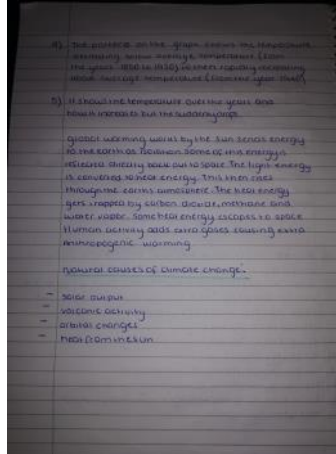 4) The pattern on the graph shows the temperature
average temperature (from
the years 1850 to 1930) is then rapidly increasing
above average temperature (from the year
5) it shows the temperature over the years and
how it increases but the sudden jumps
global warming works by the sun sends energy
to the earth as radiation. Some of this energy is
reflected directly back out to space. The light energy
is converted to heat energy. This then rises
through the earths atmosphere. The heat energy
gets trapped by carbon dioxide, methane and
water vapor. Some heat energy escapes to space
Human activity adds extra gases causing extra
Anthropogenic warming
natural causes of climate change:
- solar output
- volcanic activity
- orbital changes
- heat from the sun